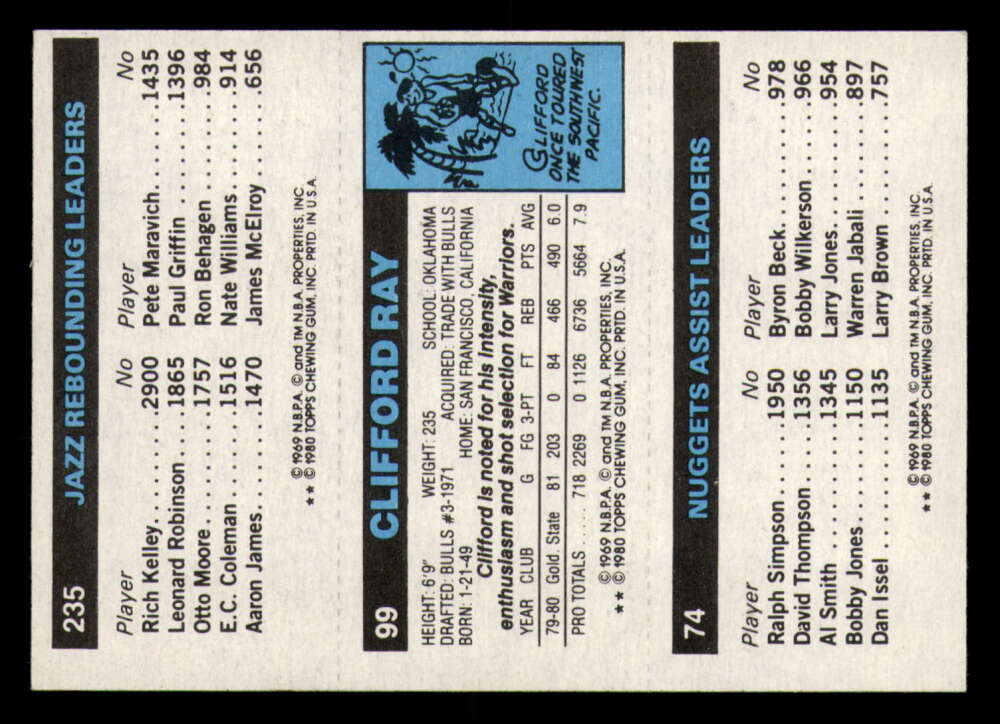 235 JAZZ REBOUNDING LEADERS
Player No Player No
Rich Kelley....2900 Pete Maravich....1435
Leonard Robinson...1865 Paul Griffin.......1396
Otto Moore.......1757 Ron Behagen......984
E.C. Coleman.....1516 Nate Williams......914
Aaron James......1470 James McElroy.....656
© 1969 N.B.P.A. © and TM N.B.A. PROPERTIES, INC.
★★ © 1980 TOPPS CHEWING GUM, INC. PRTD. IN U.S.A.
99 CLIFFORD RAY
HEIGHT: 6'9" WEIGHT: 235 SCHOOL: OKLAHOMA
DRAFTED: BULLS #3-1971 ACQUIRED: TRADE WITH BULLS
BORN: 1-21-49 HOME: SAN FRANCISCO, CALIFORNIA
Clifford is noted for his intensity,
enthusiasm and shot selection for Warriors.
YEAR CLUB G FG 3-PT FT REB PTS AVG
79-80 Gold. State 81 203 0 84 466 490 6.0
PRO TOTALS ..... 718 2269 0 1126 6736 5664 7.9
© 1969 N.B.P.A. © and TM N.B.A. PROPERTIES, INC.
★★ © 1980 TOPPS CHEWING GUM, INC. PRTD. IN U.S.A.
CLIFFORD
ONCE TOURED
THE SOUTHWEST
PACIFIC.
74 NUGGETS ASSIST LEADERS
Player No Player No
Ralph Simpson....1950 Byron Beck........978
David Thompson...1356 Bobby Wilkerson...966
Al Smith........1345 Larry Jones.......954
Bobby Jones.....1150 Warren Jabali.....897
Dan Issel........1135 Larry Brown.......757
© 1969 N.B.P.A. © and TM N.B.A. PROPERTIES, INC.
★★ © 1980 TOPPS CHEWING GUM, INC. PRTD. IN U.S.A.